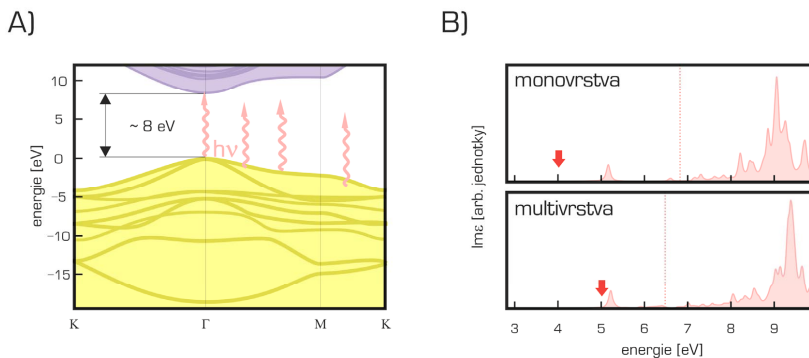 A)
12
10
5
0
−5
−10
−15
energie [eV]
~ 8 eV
hν
K
Γ
M
K
B)
monovrstva
multivrstva
Imε [arb. jednotky]
3
4
5
6
7
8
9
energie [eV]